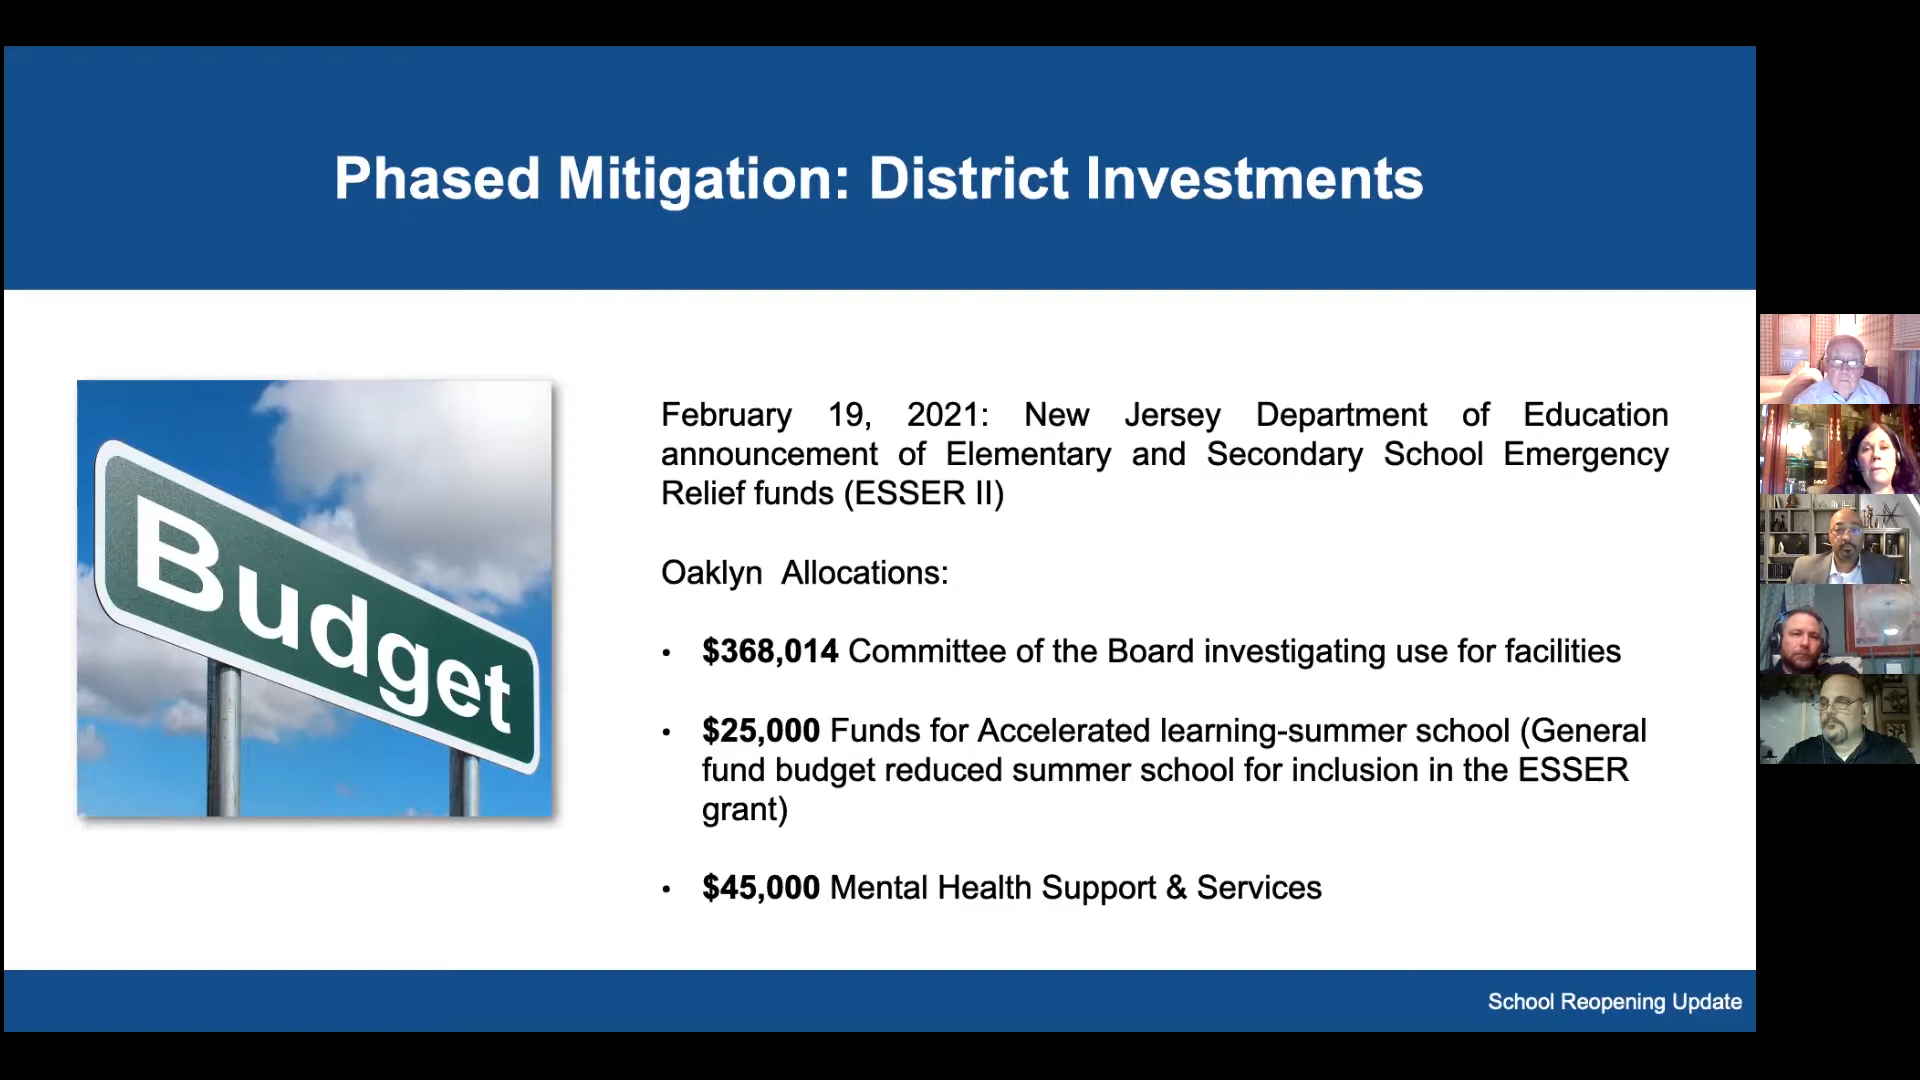 Phased Mitigation: District Investments
Budget
February 19, 2021: New Jersey Department of Education
announcement of Elementary and Secondary School Emergency
Relief funds (ESSER II)
Oaklyn Allocations:
• $368,014 Committee of the Board investigating use for facilities
• $25,000 Funds for Accelerated learning-summer school (General
fund budget reduced summer school for inclusion in the ESSER
grant)
• $45,000 Mental Health Support & Services
School Reopening Update